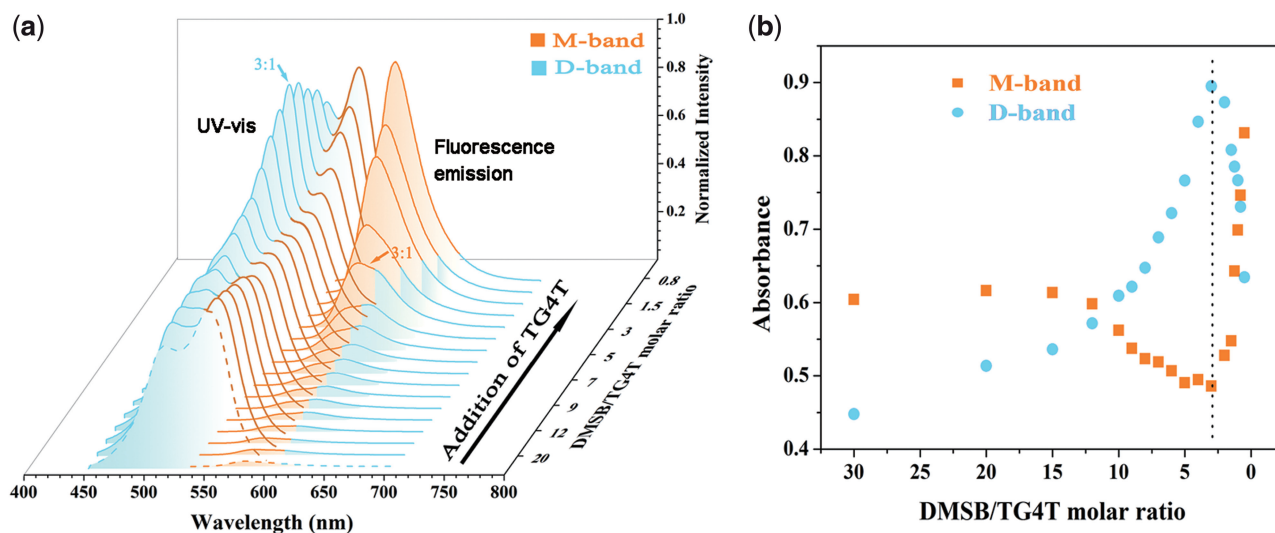 (a)
M-band
D-band
3:1
UV-vis
Fluorescence
emission
3:1
Normalized Intensity
1.0
0.8
0.6
0.4
0.2
0.8
1.5
3
5
7
9
12
20
DMSB/TG4T molar ratio
Addition of TG4T
400 450 500 550 600 650 700 750 800
Wavelength (nm)
(b)
M-band
D-band
Absorbance
0.9
0.8
0.7
0.6
0.5
0.4
30 25 20 15 10 5 0
DMSB/TG4T molar ratio